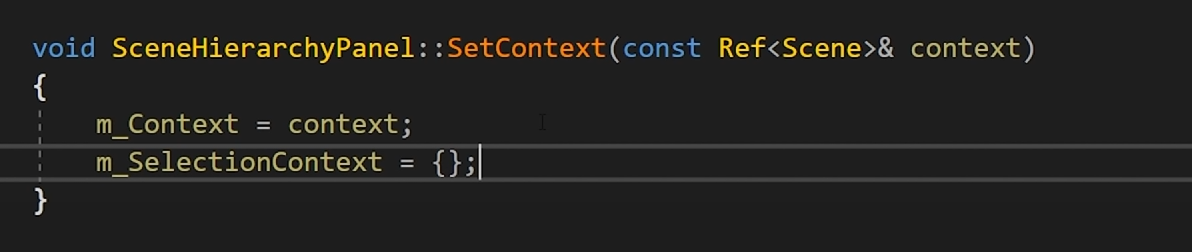 void SceneHierarchyPanel::SetContext(const Ref<Scene>& context)
{
    m_Context = context;
    m_SelectionContext = {};
}